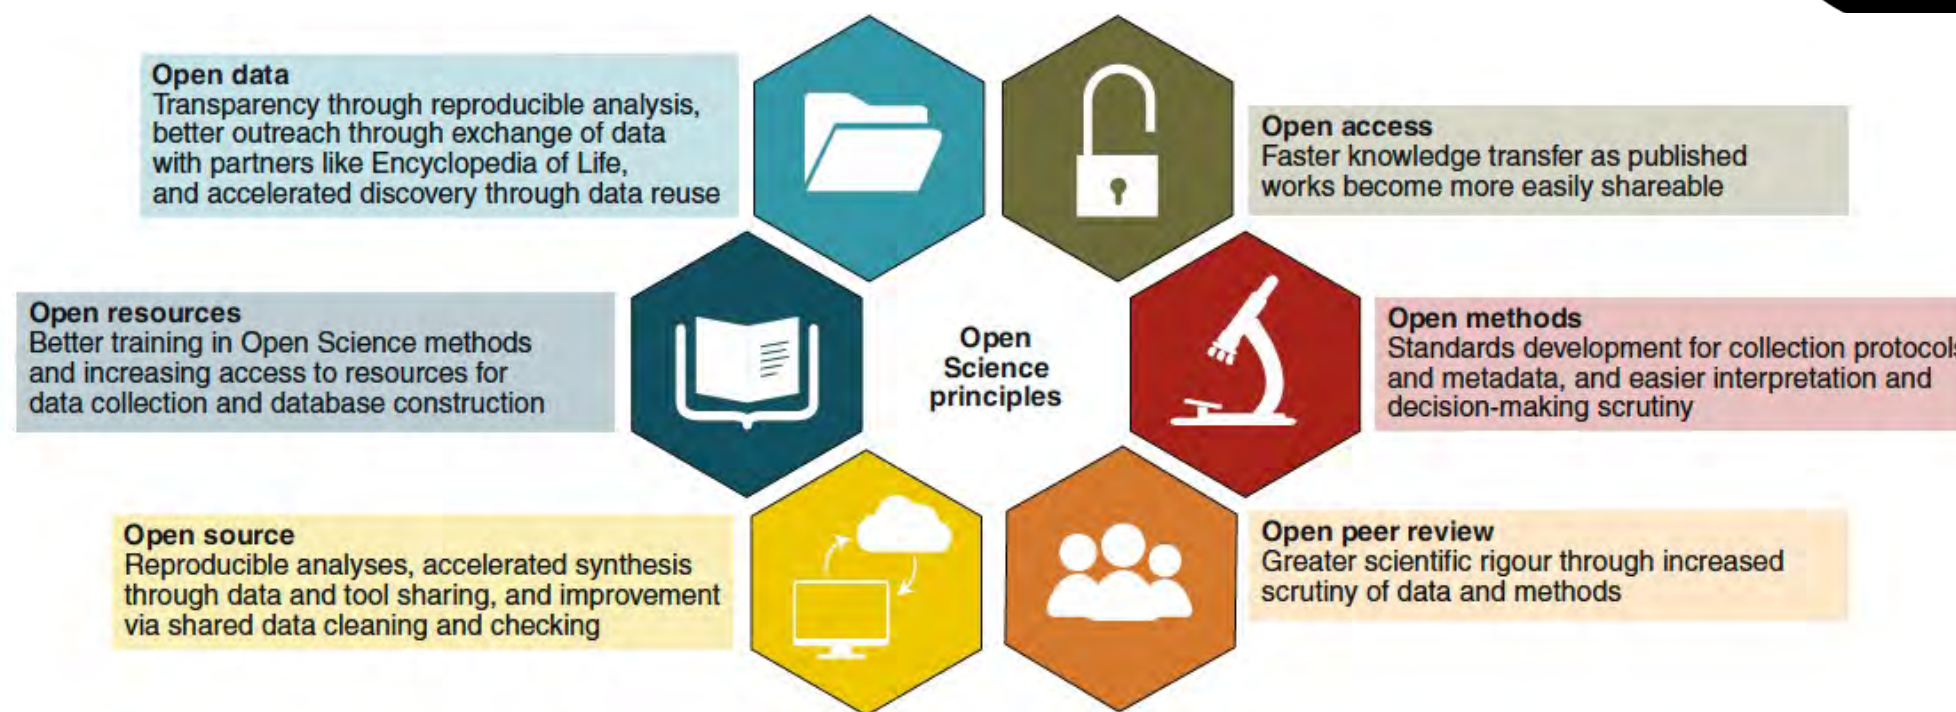 Open data
Transparency through reproducible analysis,
better outreach through exchange of data
with partners like Encyclopedia of Life,
and accelerated discovery through data reuse
Open access
Faster knowledge transfer as published
works become more easily shareable
Open resources
Better training in Open Science methods
and increasing access to resources for
data collection and database construction
Open
Science
principles
Open methods
Standards development for collection protocols
and metadata, and easier interpretation and
decision-making scrutiny
Open source
Reproducible analyses, accelerated synthesis
through data and tool sharing, and improvement
via shared data cleaning and checking
Open peer review
Greater scientific rigour through increased
scrutiny of data and methods